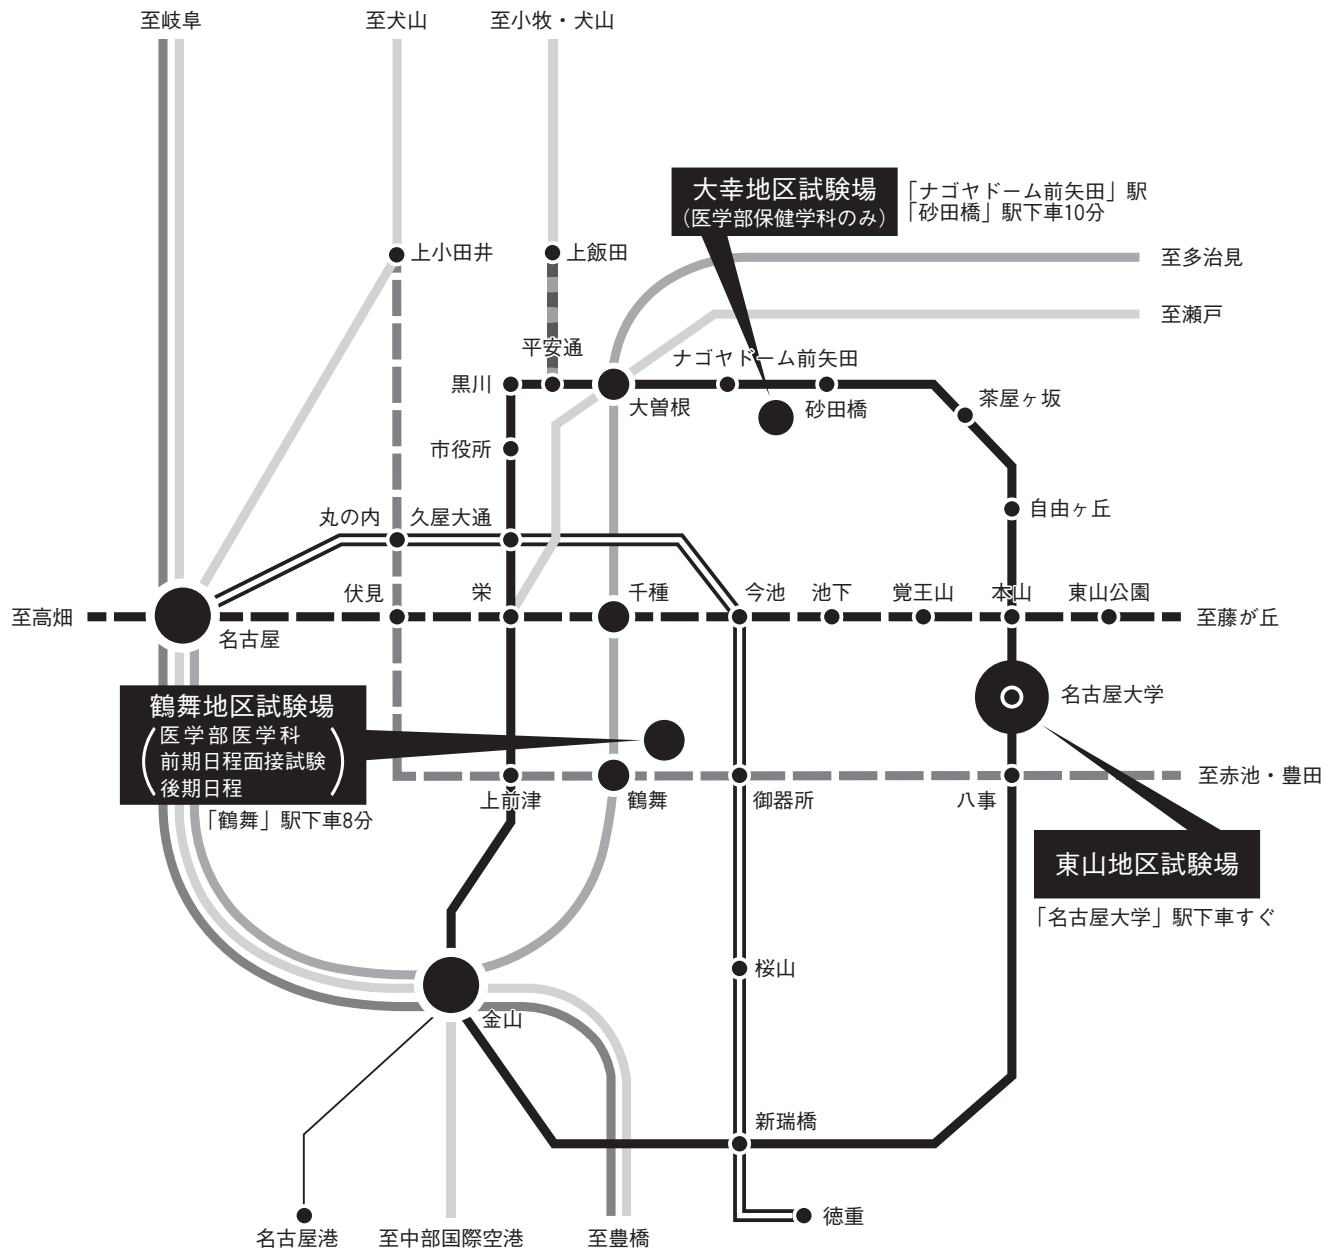 至岐阜
至犬山
至小牧・犬山
大幸地区試験場
(医学部保健学科のみ)
「ナゴヤドーム前矢田」駅
「砂田橋」駅下車10分
上小田井
上飯田
至多治見
至瀬戸
平安通
ナゴヤドーム前矢田
黒川
大曽根
砂田橋
茶屋ヶ坂
市役所
自由ヶ丘
丸の内
久屋大通
伏見
栄
千種
今池
池下
覚王山
本山
東山公園
至高畑
至藤が丘
名古屋
鶴舞地区試験場
(医学部医学科
前期日程面接試験
後期日程)
「鶴舞」駅下車8分
名古屋大学
至赤池・豊田
上前津
鶴舞
御器所
八事
東山地区試験場
「名古屋大学」駅下車すぐ
桜山
金山
新瑞橋
徳重
名古屋港
至中部国際空港
至豊橋